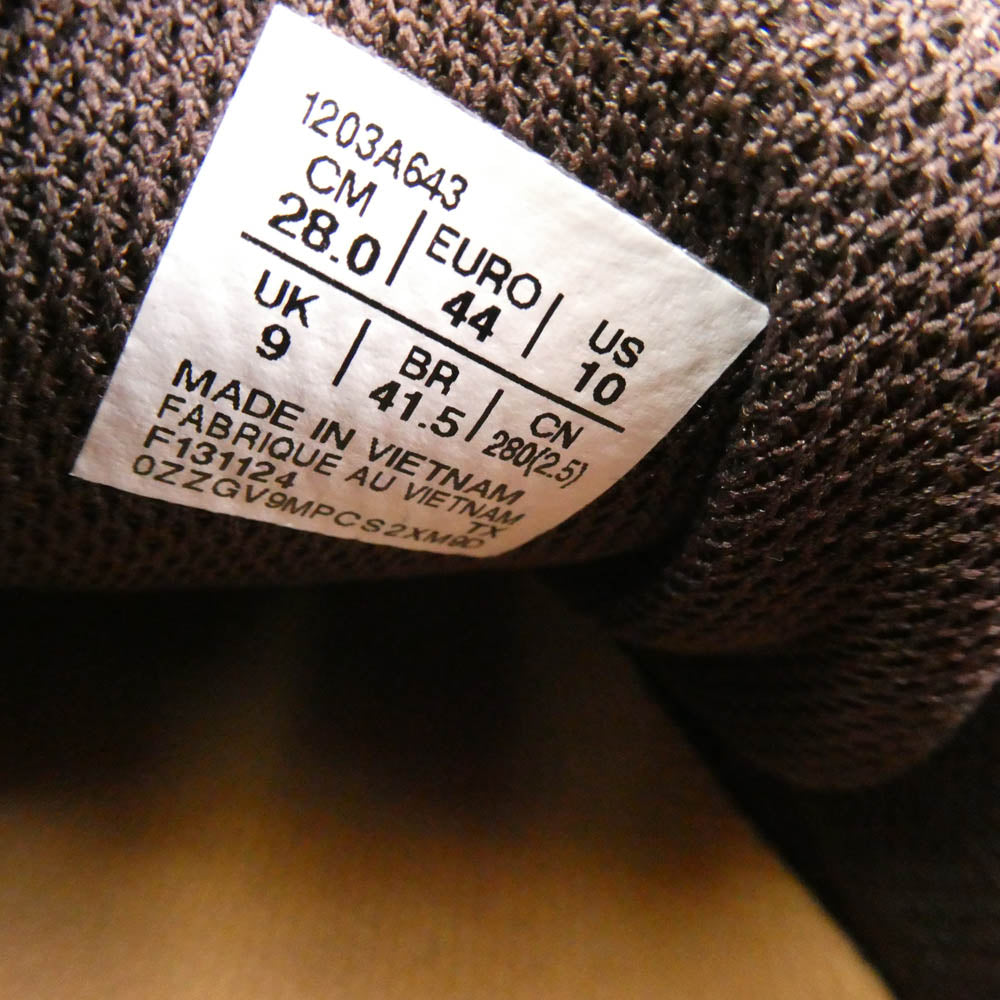 1203A643
CM EURO US
28.0 44 10
UK BR CN
9 41.5 280(2.5)
MADE IN VIETNAM
FABRIQUE AU VIETNAM
F131124 TX
0ZZGV9MPCS2XM9D